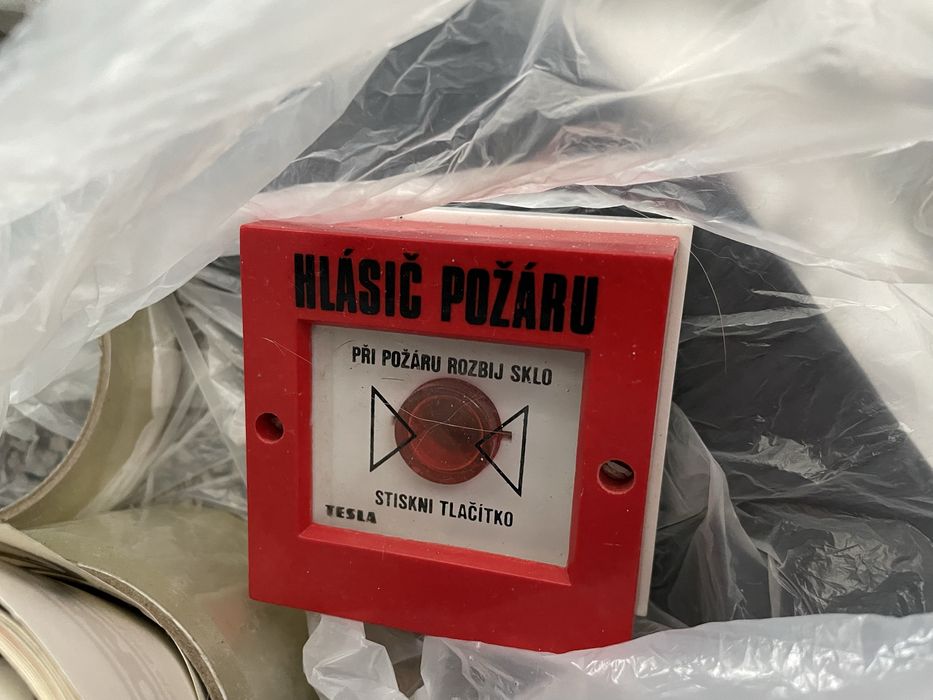 HLÁSIČ POŽÁRU
PŘI POŽÁRU ROZBIJ SKLO
STISKNI TLAČÍTKO
TESLA